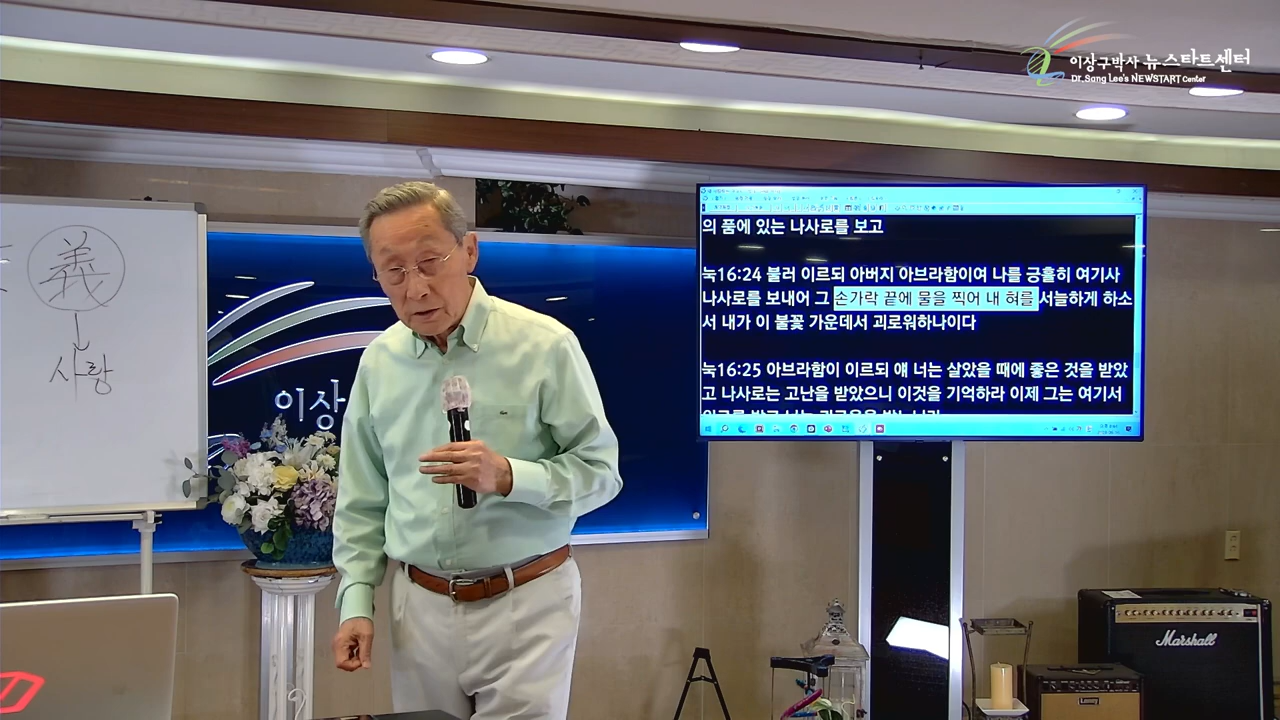 이상구박사 뉴스타트센터
Dr. Sang Lee's NEWSTART Center
義
사랑
이상
의 품에 있는 나사로를 보고
눅16:24 불러 이르되 아버지 아브라함이여 나를 긍휼히 여기사
나사로를 보내어 그 손가락 끝에 물을 찍어 내 혀를 서늘하게 하소
서 내가 이 불꽃 가운데서 괴로워하나이다
눅16:25 아브라함이 이르되 얘 너는 살았을 때에 좋은 것을 받았
고 나사로는 고난을 받았으니 이것을 기억하라 이제 그는 여기서
Marshall
Laney